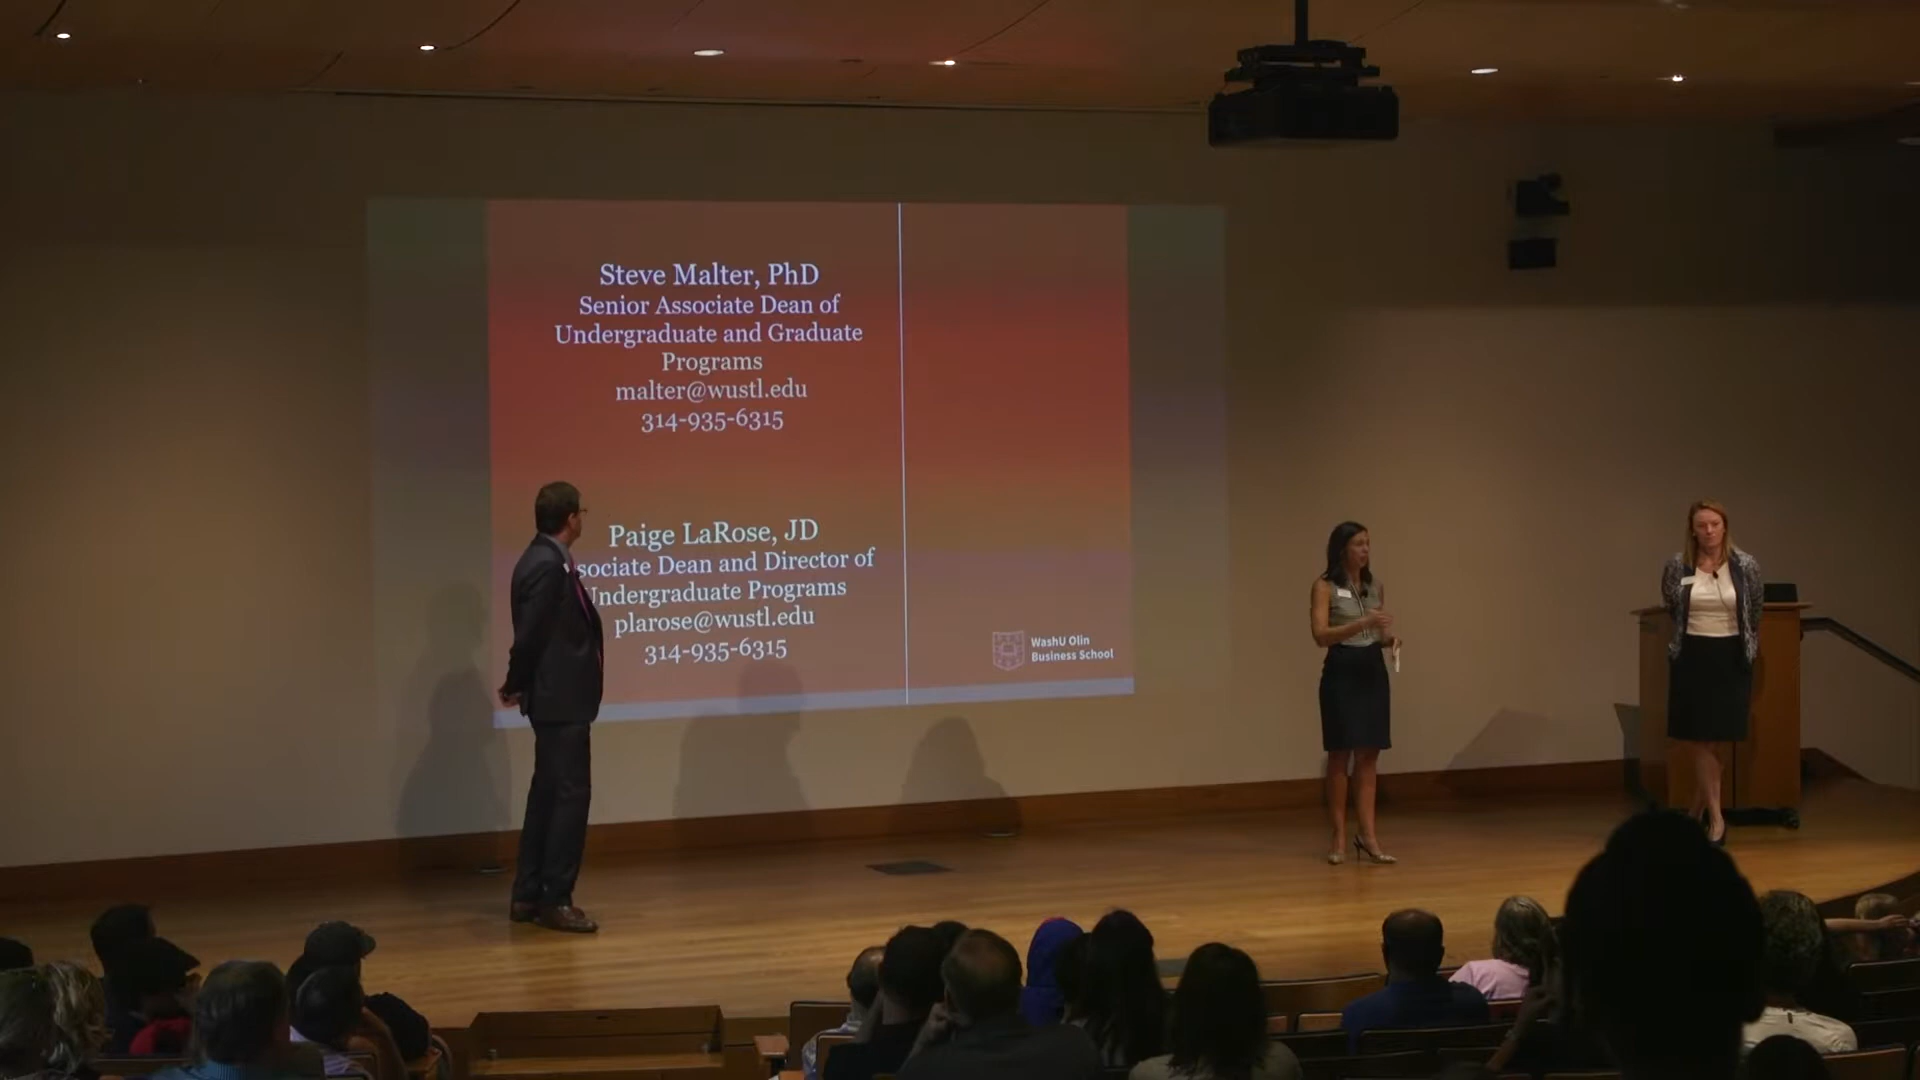 Steve Malter, PhD
Senior Associate Dean of
Undergraduate and Graduate
Programs
malter@wustl.edu
314-935-6315
Paige LaRose, JD
sociate Dean and Director of
Undergraduate Programs
plarose@wustl.edu
314-935-6315
WashU Olin
Business School